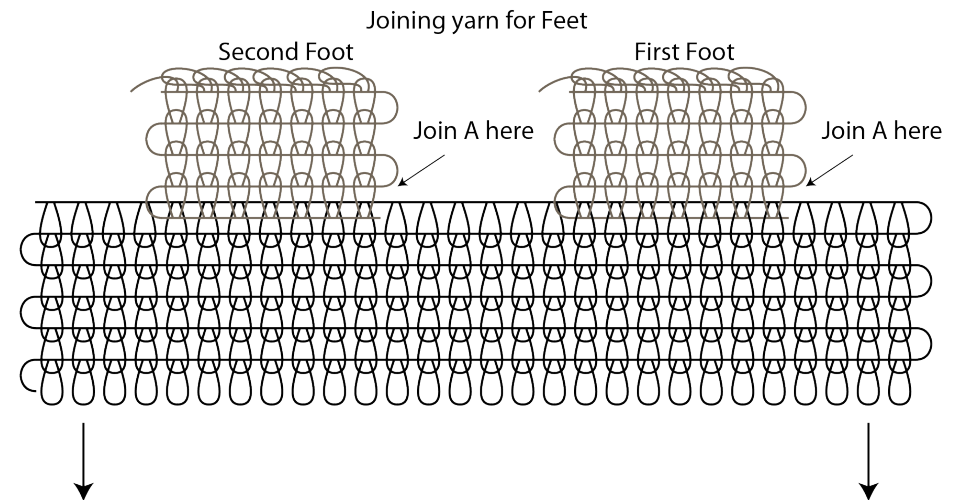 Joining yarn for Feet
Second Foot
First Foot
Join A here
Join A here